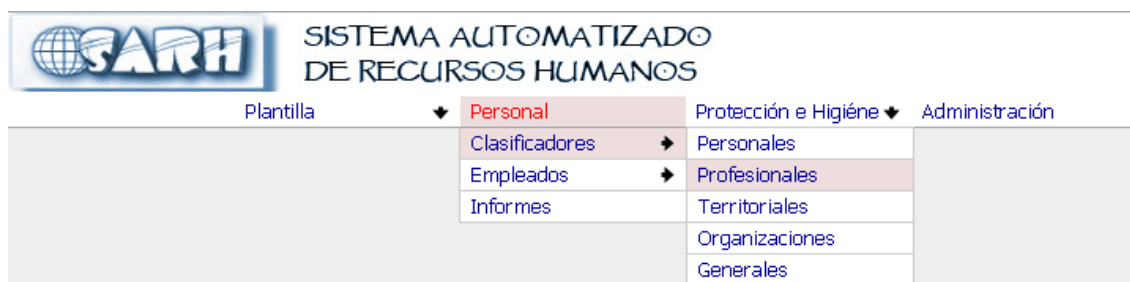 SARH
SISTEMA AUTOMATIZADO
DE RECURSOS HUMANOS
Plantilla Personal Protección e Higiéne Administración
Clasificadores Personales
Empleados Profesionales
Informes Territoriales
Organizaciones
Generales